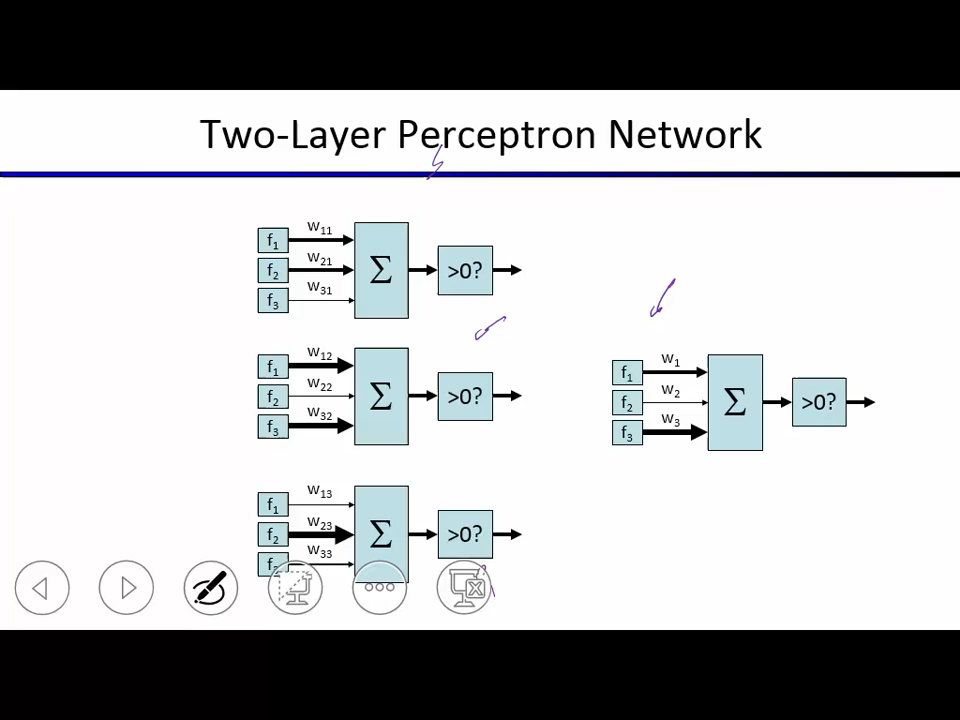 Two-Layer Perceptron Network
f₁ w₁₁
f₂ w₂₁
f₃ w₃₁
Σ >0?
f₁ w₁₂
f₂ w₂₂
f₃ w₃₂
Σ >0?
f₁ w₁₃
f₂ w₂₃
w₃₃
Σ >0?
f₁ w₁
f₂ w₂
f₃ w₃
Σ >0?